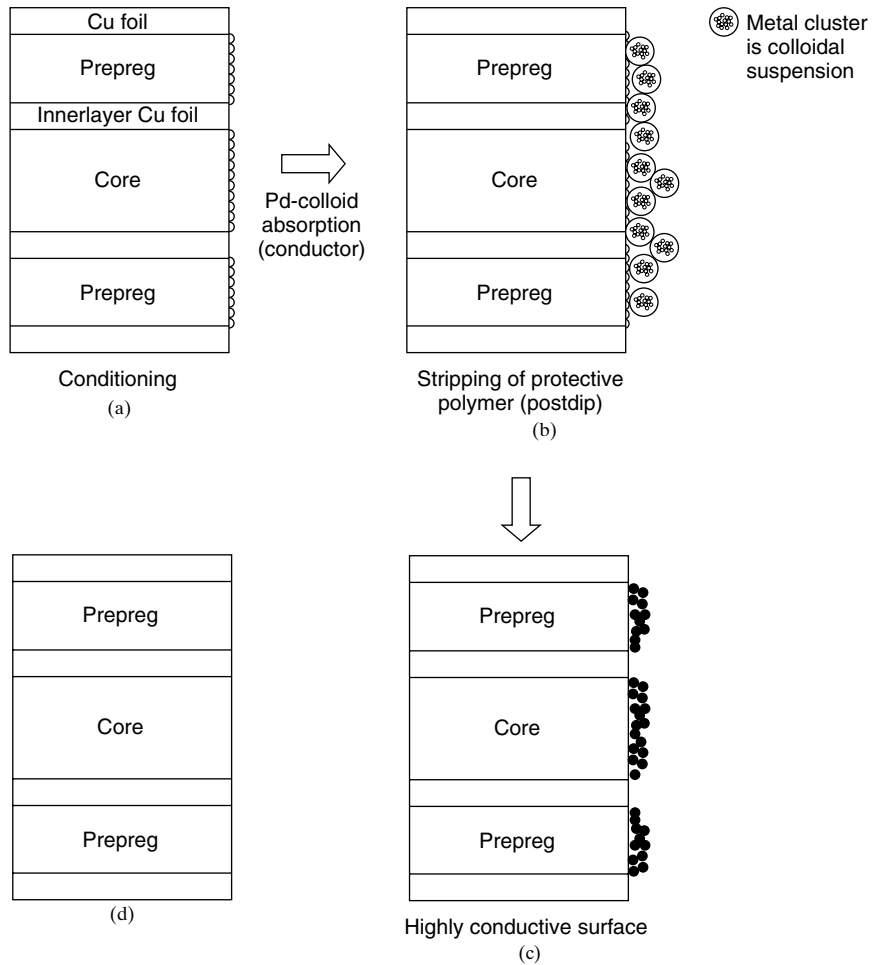 Cu foil
Prepreg
Innerlayer Cu foil
Core
Prepreg
Conditioning
(a)
Pd-colloid
absorption
(conductor)
Prepreg
Core
Prepreg
Stripping of protective
polymer (postdip)
(b)
Metal cluster
is colloidal
suspension
Prepreg
Core
Prepreg
(d)
Prepreg
Core
Prepreg
Highly conductive surface
(c)